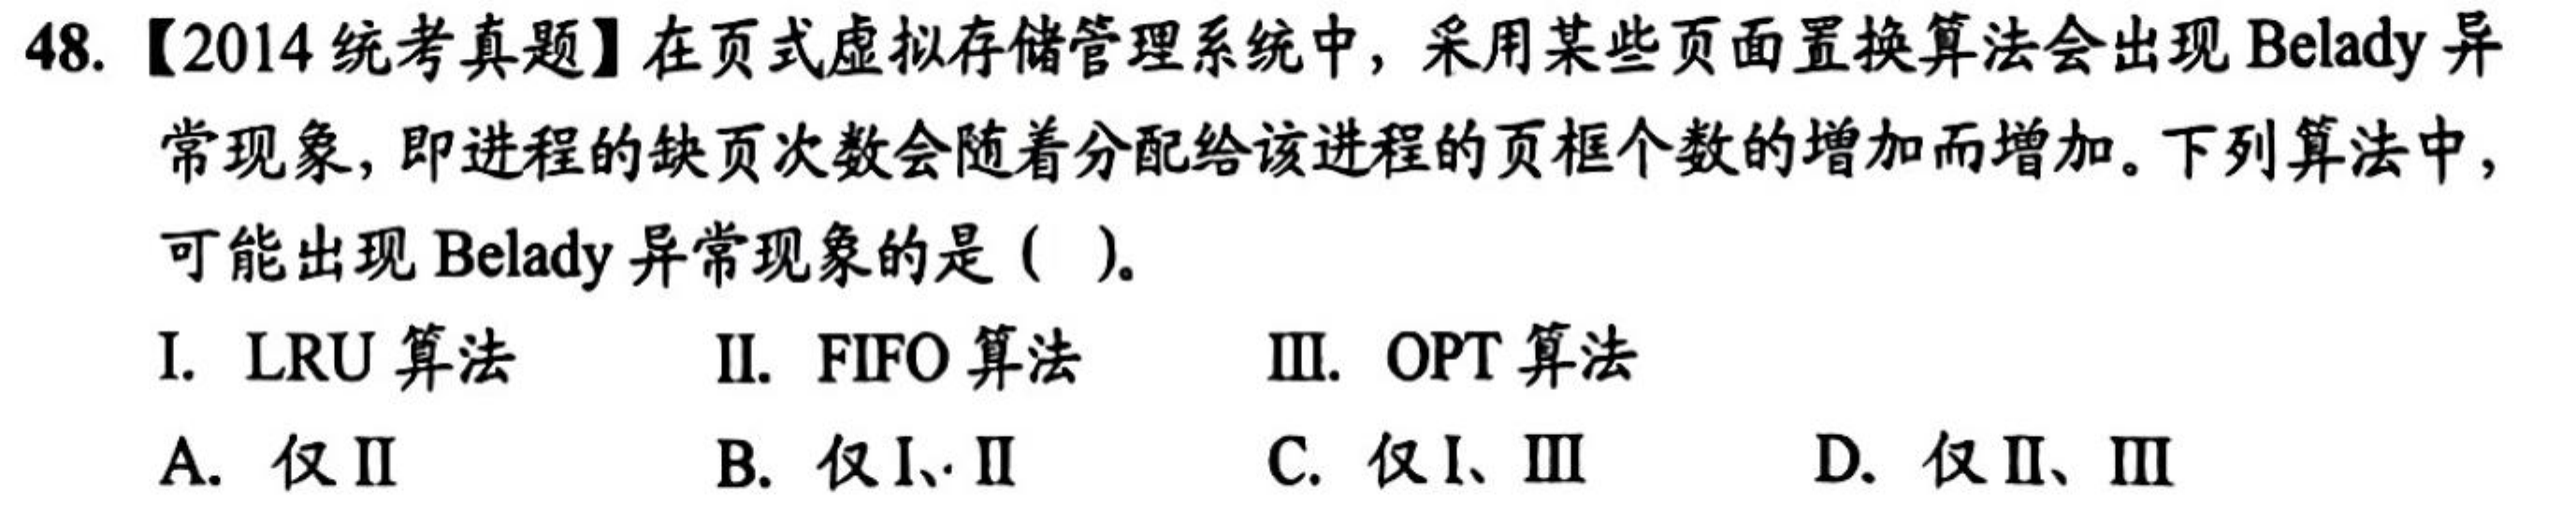 48.【2014 统考真题】在页式虚拟存储管理系统中，采用某些页面置换算法会出现 Belady 异
常现象，即进程的缺页次数会随着分配给该进程的页框个数的增加而增加。下列算法中，
可能出现 Belady 异常现象的是（ ）。
I. LRU 算法 II. FIFO 算法 III. OPT 算法
A. 仅 II B. 仅 I、II C. 仅 I、III D. 仅 II、III